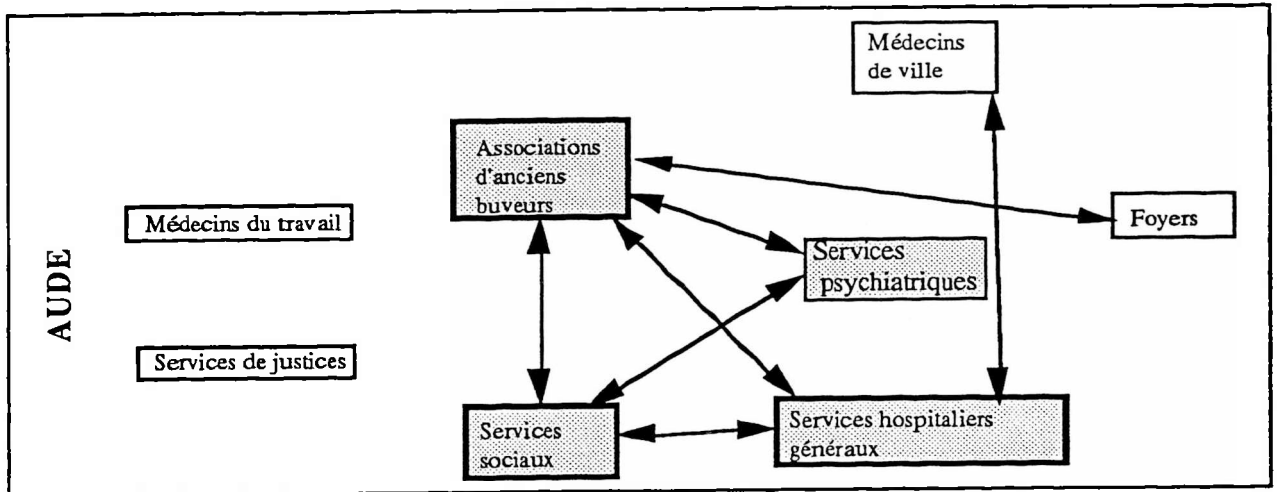 Médecins
de ville
Associations
d'anciens
buveurs
Médecins du travail
Foyers
Services
psychiatriques
AUDE
Services de justices
Services
sociaux
Services hospitaliers
généraux